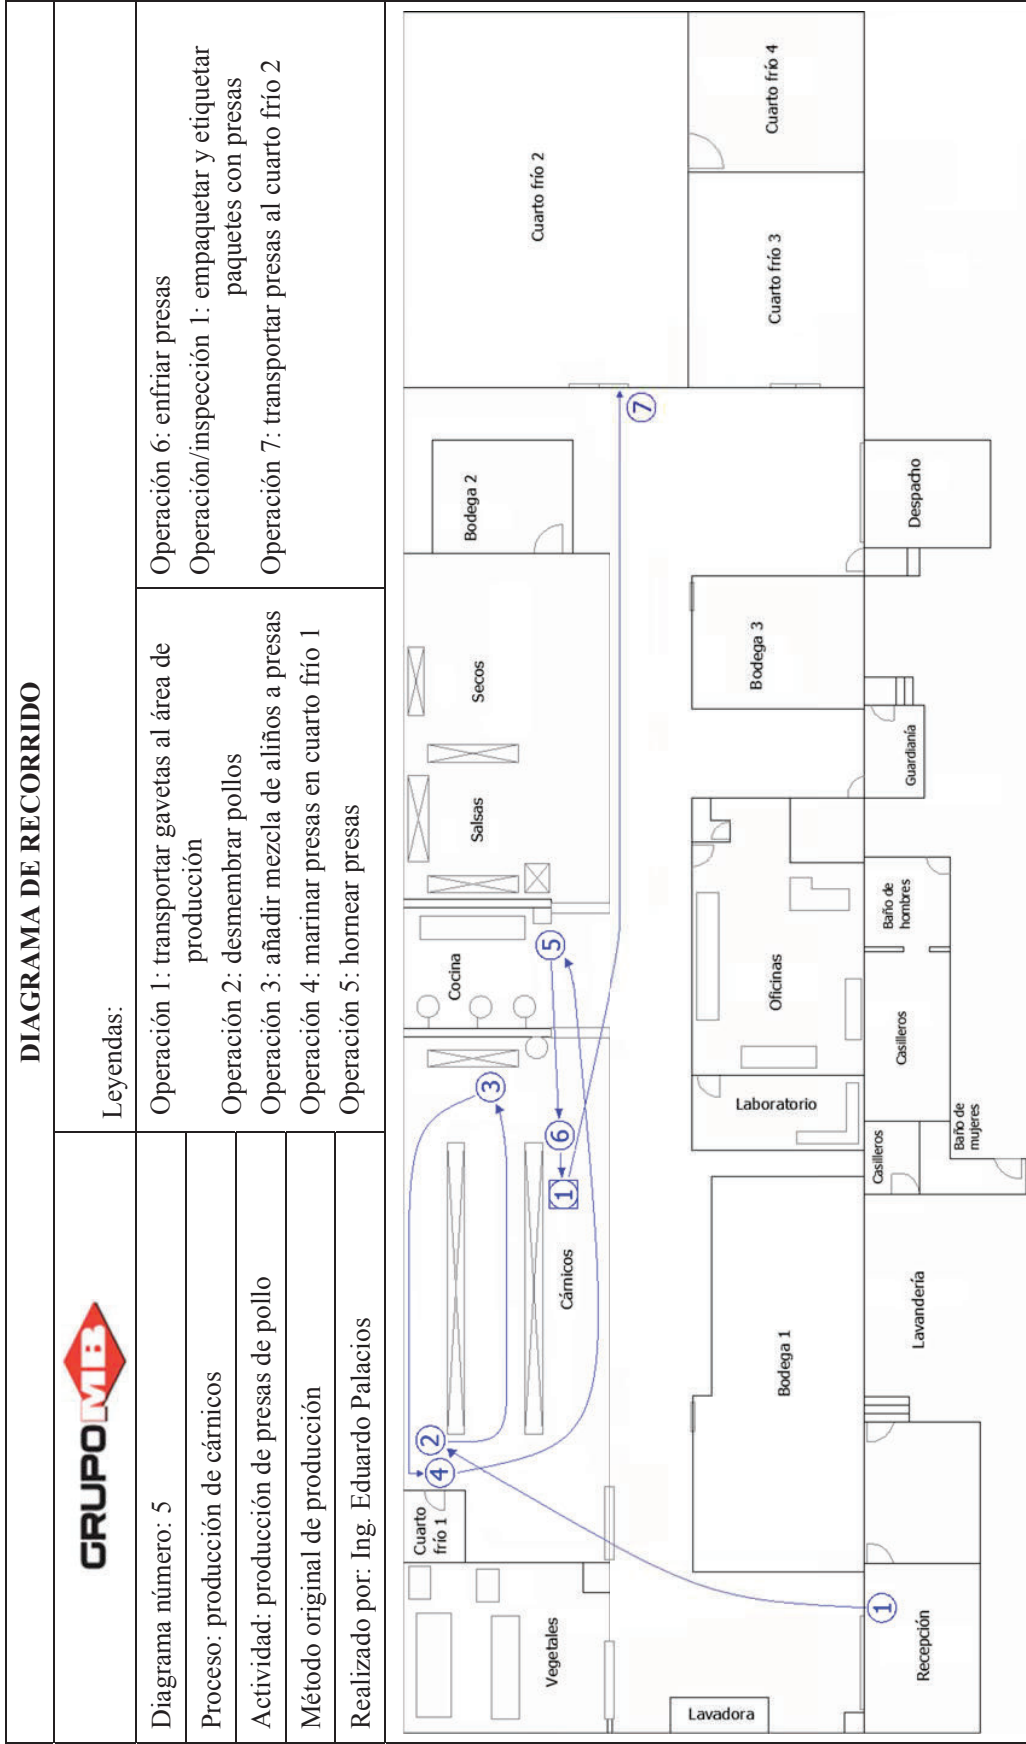 DIAGRAMA DE RECORRIDO
GRUPO MB
Diagrama número: 5
Proceso: producción de cárnicos
Actividad: producción de presas de pollo
Método original de producción
Realizado por: Ing. Eduardo Palacios
Leyendas:
Operación 1: transportar gavetas al área de
producción
Operación 2: desmembrar pollos
Operación 3: añadir mezcla de aliños a presas
Operación 4: marinar presas en cuarto frío 1
Operación 5: hornear presas
Operación 6: enfriar presas
Operación/inspección 1: empaquetar y etiquetar
paquetes con presas
Operación 7: transportar presas al cuarto frío 2
Vegetales
Cuarto
frío 1
4
2
3
Cárnicos
1
6
5
Cocina
Salsas
Secos
Bodega 2
Cuarto frío 2
7
Cuarto frío 3
Cuarto frío 4
Lavadora
Bodega 1
Laboratorio
Oficinas
Bodega 3
1
Recepción
Lavandería
Casilleros
Baño de
mujeres
Casilleros
Baño de
hombres
Guardianía
Despacho